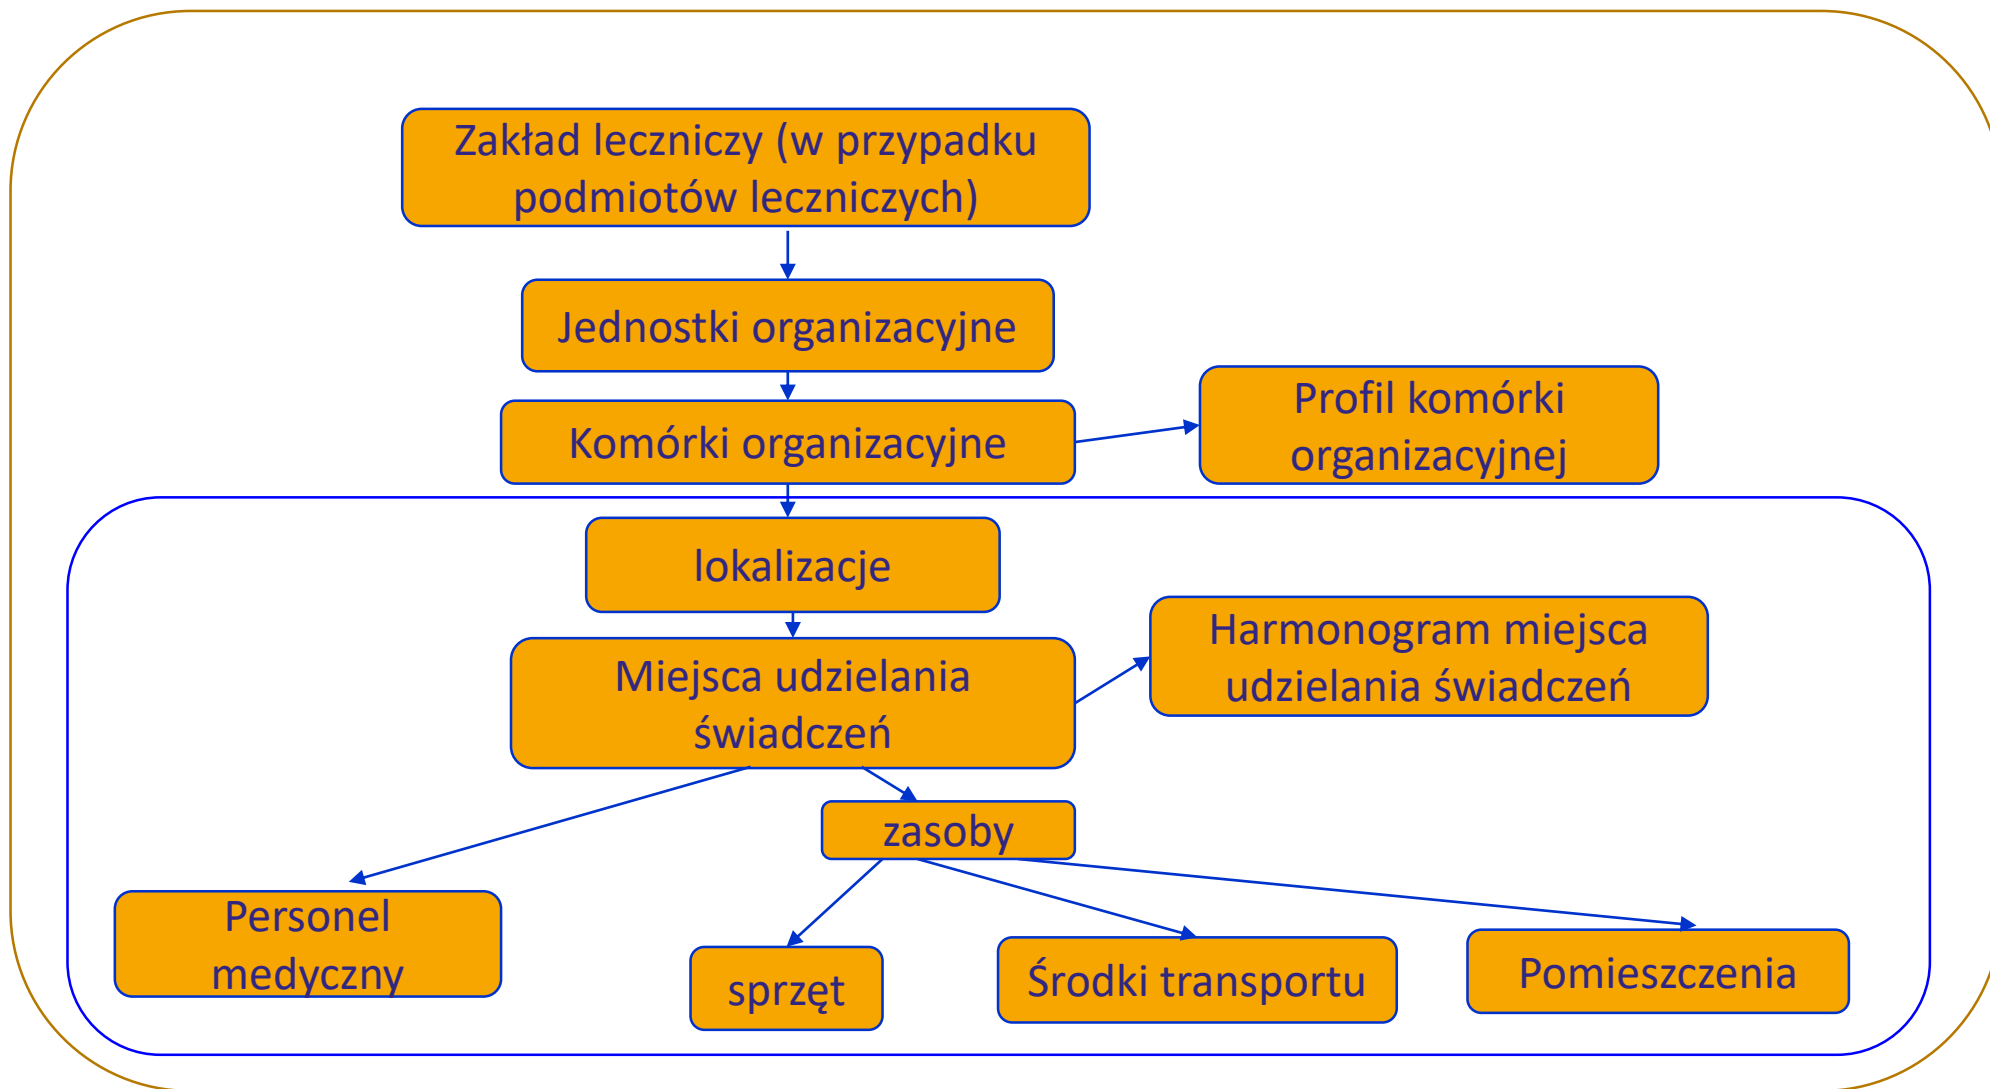 Zakład leczniczy (w przypadku
podmiotów leczniczych)
Jednostki organizacyjne
Komórki organizacyjne
Profil komórki
organizacyjnej
lokalizacje
Miejsca udzielania
świadczeń
Harmonogram miejsca
udzielania świadczeń
zasoby
Personel
medyczny
sprzęt
Środki transportu
Pomieszczenia